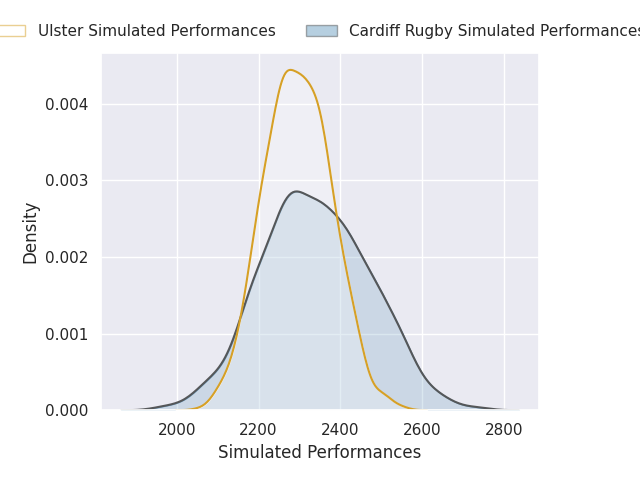 Ulster Simulated Performances
Cardiff Rugby Simulated Performances
0.004
0.003
0.002
0.001
0.000
Density
2000
2200
2400
2600
2800
Simulated Performances